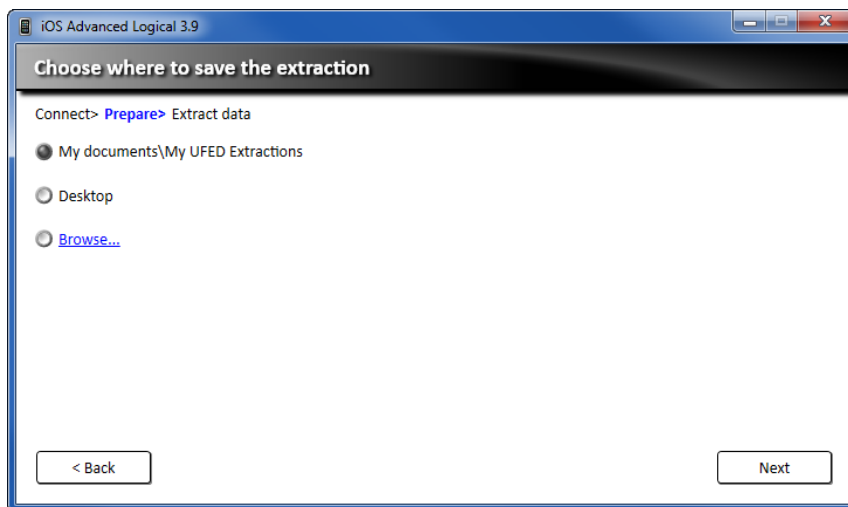 iOS Advanced Logical 3.9
Choose where to save the extraction
Connect> Prepare> Extract data
My documents\My UFED Extractions
Desktop
Browse...
< Back
Next